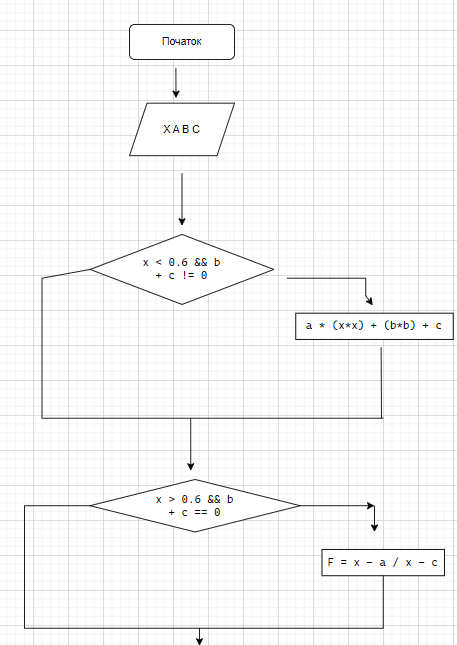 Початок
X A B C
x < 0.6 && b
+ c != 0
a * (x*x) + (b*b) + c
x > 0.6 && b
+ c == 0
F = x - a / x - c